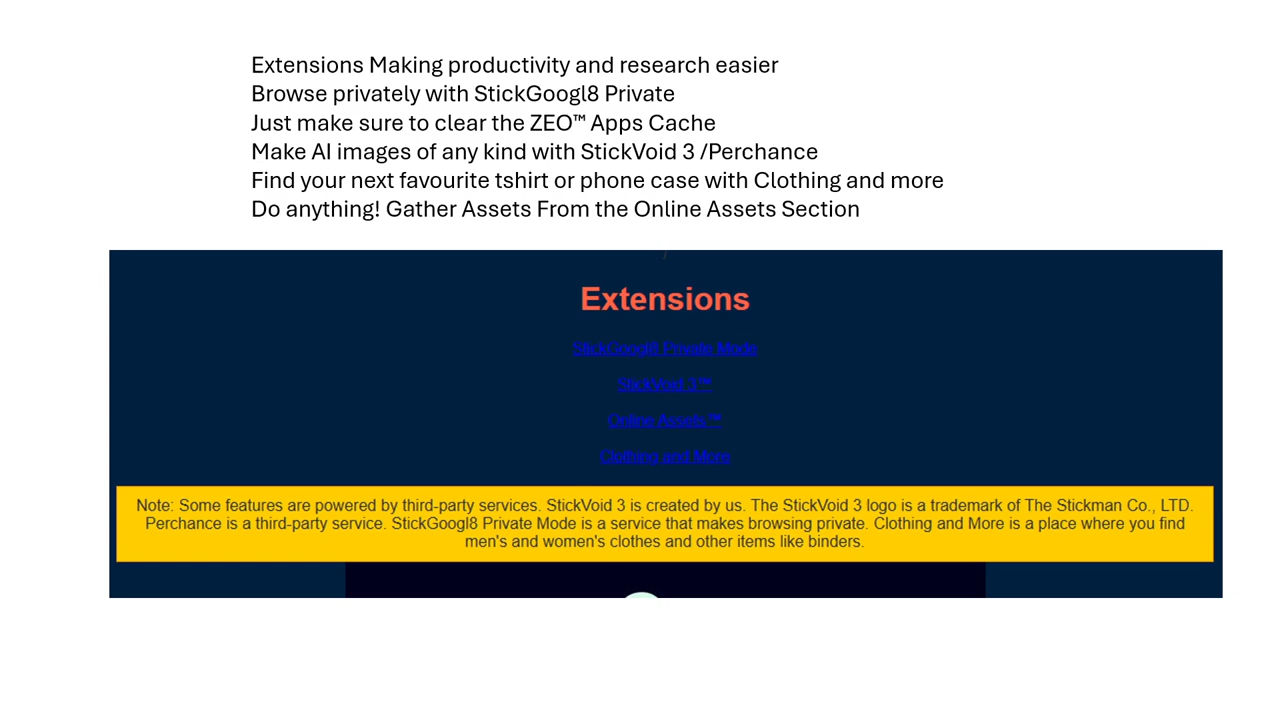 Extensions Making productivity and research easier
Browse privately with StickGoogl8 Private
Just make sure to clear the ZEO™ Apps Cache
Make AI images of any kind with StickVoid 3 /Perchance
Find your next favourite tshirt or phone case with Clothing and more
Do anything! Gather Assets From the Online Assets Section
Extensions
StickGoogl8 Private Mode
StickVoid 3™
Online Assets™
Clothing and More
Note: Some features are powered by third-party services. StickVoid 3 is created by us. The StickVoid 3 logo is a trademark of The Stickman Co., LTD.
Perchance is a third-party service. StickGoogl8 Private Mode is a service that makes browsing private. Clothing and More is a place where you find
men's and women's clothes and other items like binders.